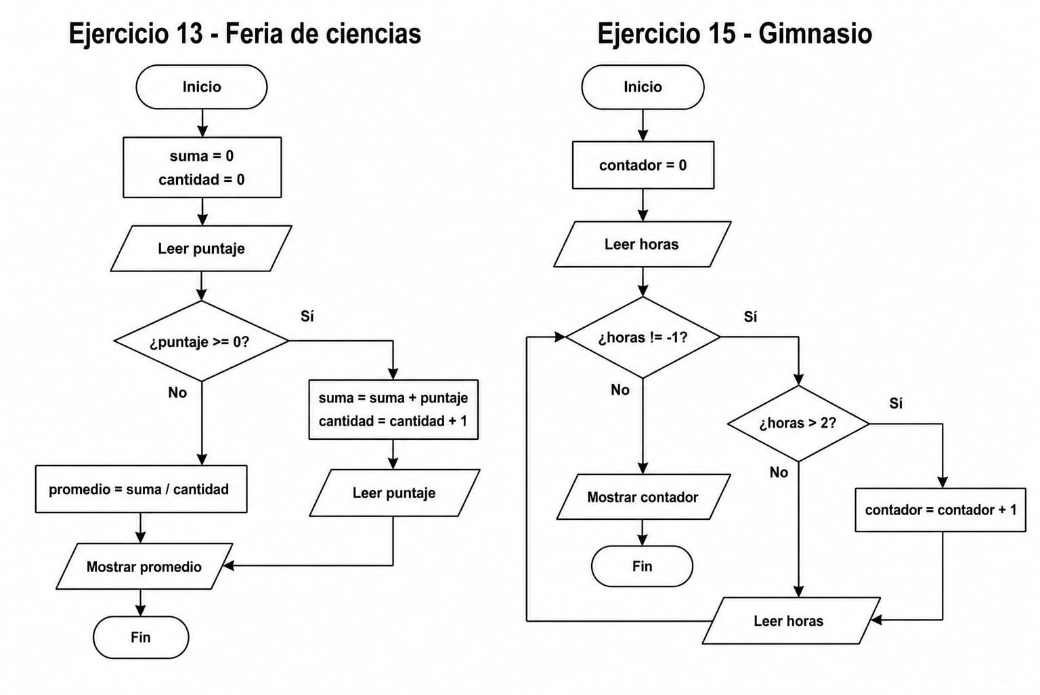 Ejercicio 13 - Feria de ciencias
Inicio
suma = 0
cantidad = 0
Leer puntaje
¿puntaje >= 0?
Sí
No
suma = suma + puntaje
cantidad = cantidad + 1
Leer puntaje
promedio = suma / cantidad
Mostrar promedio
Fin
Ejercicio 15 - Gimnasio
Inicio
contador = 0
Leer horas
¿horas != -1?
Sí
No
¿horas > 2?
Sí
No
Mostrar contador
contador = contador + 1
Fin
Leer horas